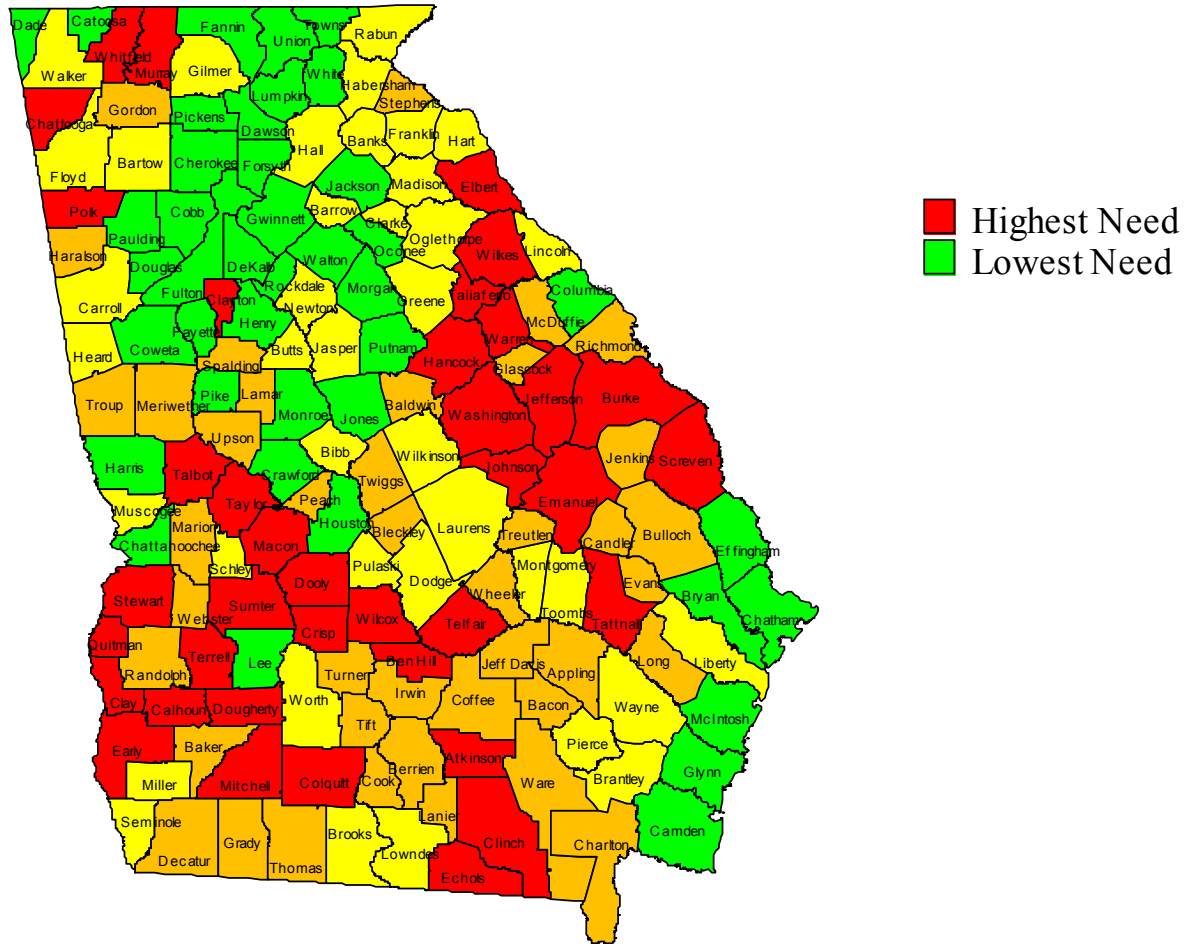 Dade
Catoosa
Fannin
Towns
Union
Rabun
Whitfield
Murray
Walker
Gilmer
White
Habersham
Stephens
Lumpkin
Gordon
Chattooga
Pickens
Dawson
Franklin
Hart
Banks
Hall
Floyd
Bartow
Cherokee
Forsyth
Jackson
Madison
Elbert
Polk
Cobb
Gwinnett
Barrow
Clarke
Oglethorpe
Paulding
Oconee
Wilkes
Lincoln
Haralson
Douglas
DeKalb
Walton
Rockdale
Morgan
Greene
Taliaferro
Columbia
Fulton
Clayton
Carroll
Newton
McDuffie
Henry
Fayette
Warren
Richmond
Heard
Coweta
Butts
Jasper
Putnam
Spalding
Hancock
Glascock
Troup
Meriwether
Pike
Lamar
Monroe
Jones
Baldwin
Washington
Jefferson
Burke
Upson
Bibb
Wilkinson
Jenkins
Screven
Harris
Talbot
Crawford
Twiggs
Johnson
Emanuel
Taylor
Peach
Muscogee
Houston
Marion
Laurens
Bleckley
Treutlen
Candler
Bulloch
Effingham
Chattahoochee
Macon
Schley
Pulaski
Dodge
Montgomery
Evans
Bryan
Dooly
Stewart
Sumter
Webster
Wilcox
Wheeler
Toombs
Tattnall
Chatham
Crisp
Telfair
Quitman
Terrell
Lee
Randolph
Turner
Ben Hill
Jeff Davis
Appling
Long
Liberty
Clay
Calhoun
Dougherty
Worth
Irwin
Coffee
Bacon
Wayne
McIntosh
Tift
Early
Baker
Pierce
Atkinson
Berrien
Cook
Ware
Brantley
Glynn
Miller
Mitchell
Colquitt
Lanier
Seminole
Decatur
Grady
Thomas
Brooks
Lowndes
Clinch
Charlton
Camden
Echols
Highest Need
Lowest Need